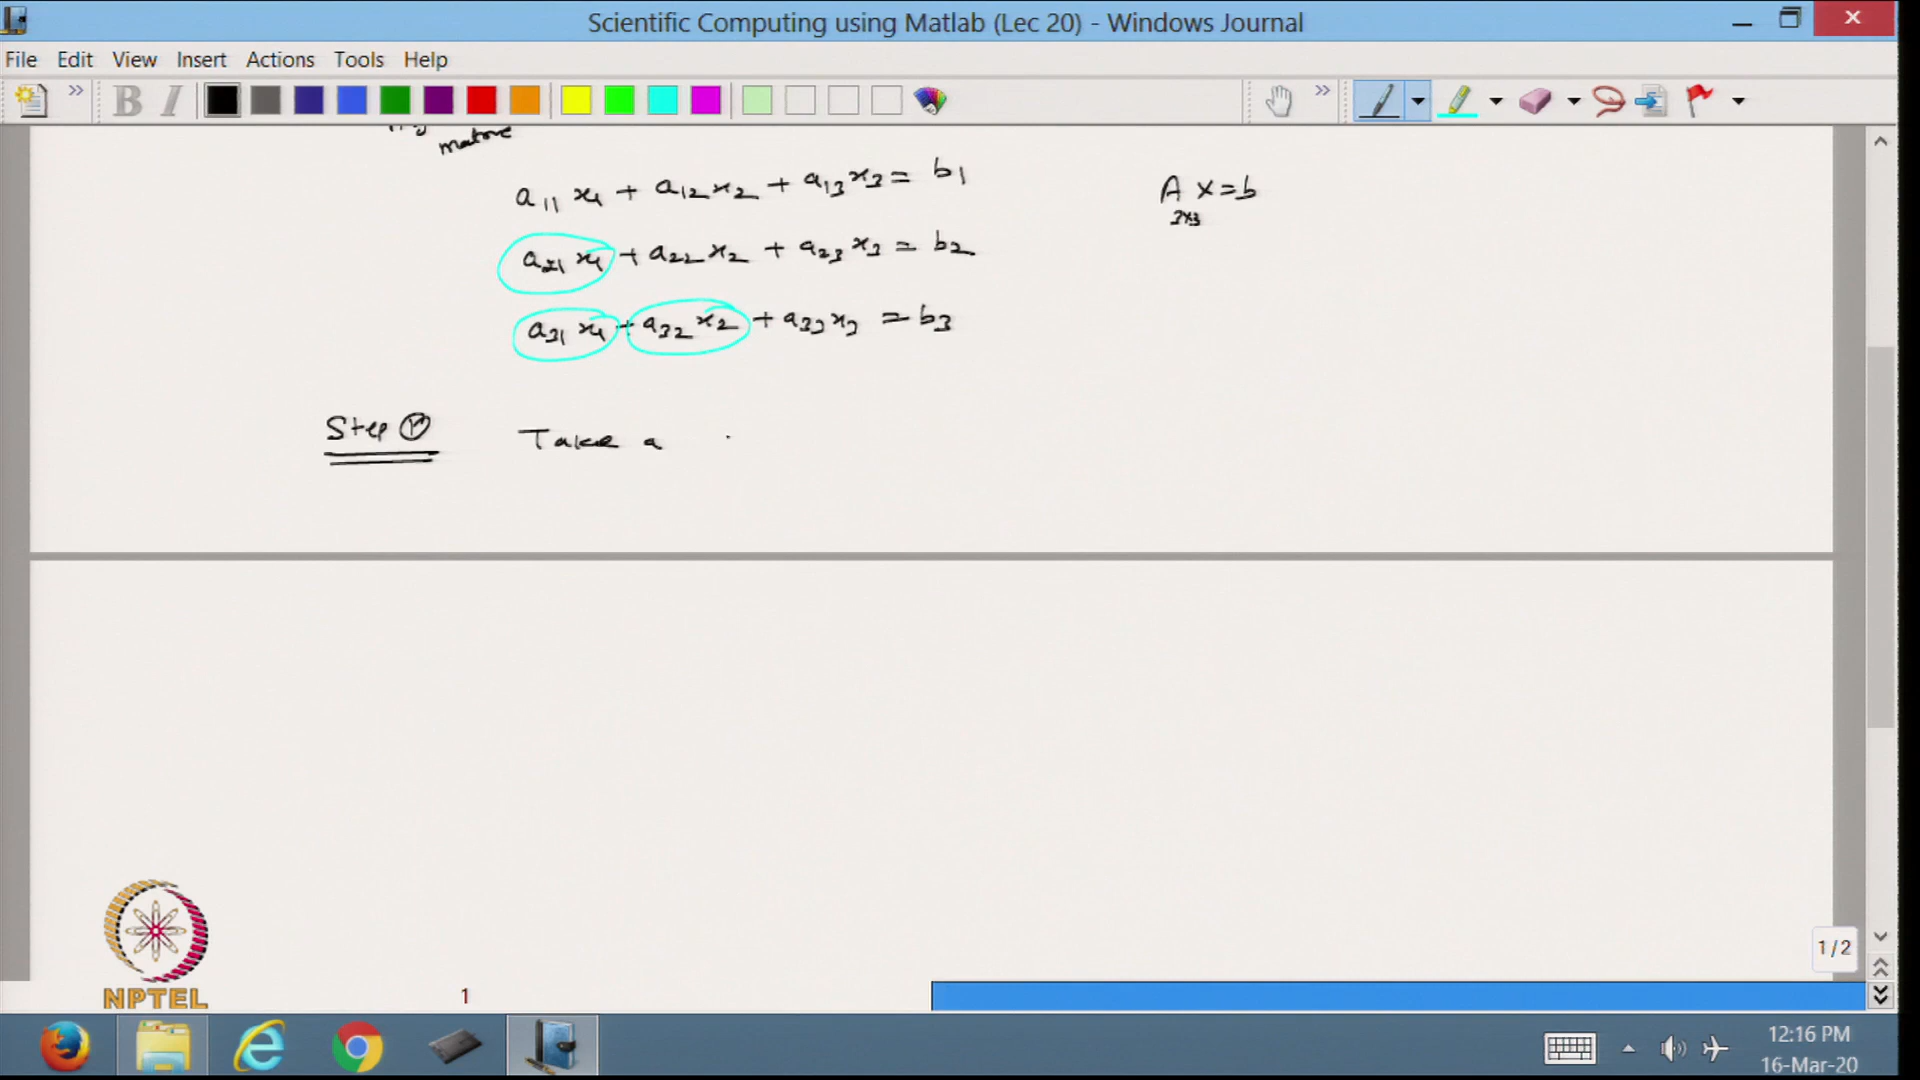 Scientific Computing using Matlab (Lec 20) - Windows Journal
File Edit View Insert Actions Tools Help
B I
a11 x1 + a12 x2 + a13 x3 = b1
A x = b
3x3
a21 x1 + a22 x2 + a23 x3 = b2
a31 x1 + a32 x2 + a33 x3 = b3
Step 1
Take a
1/2
NPTEL
1
12:16 PM
16-Mar-20